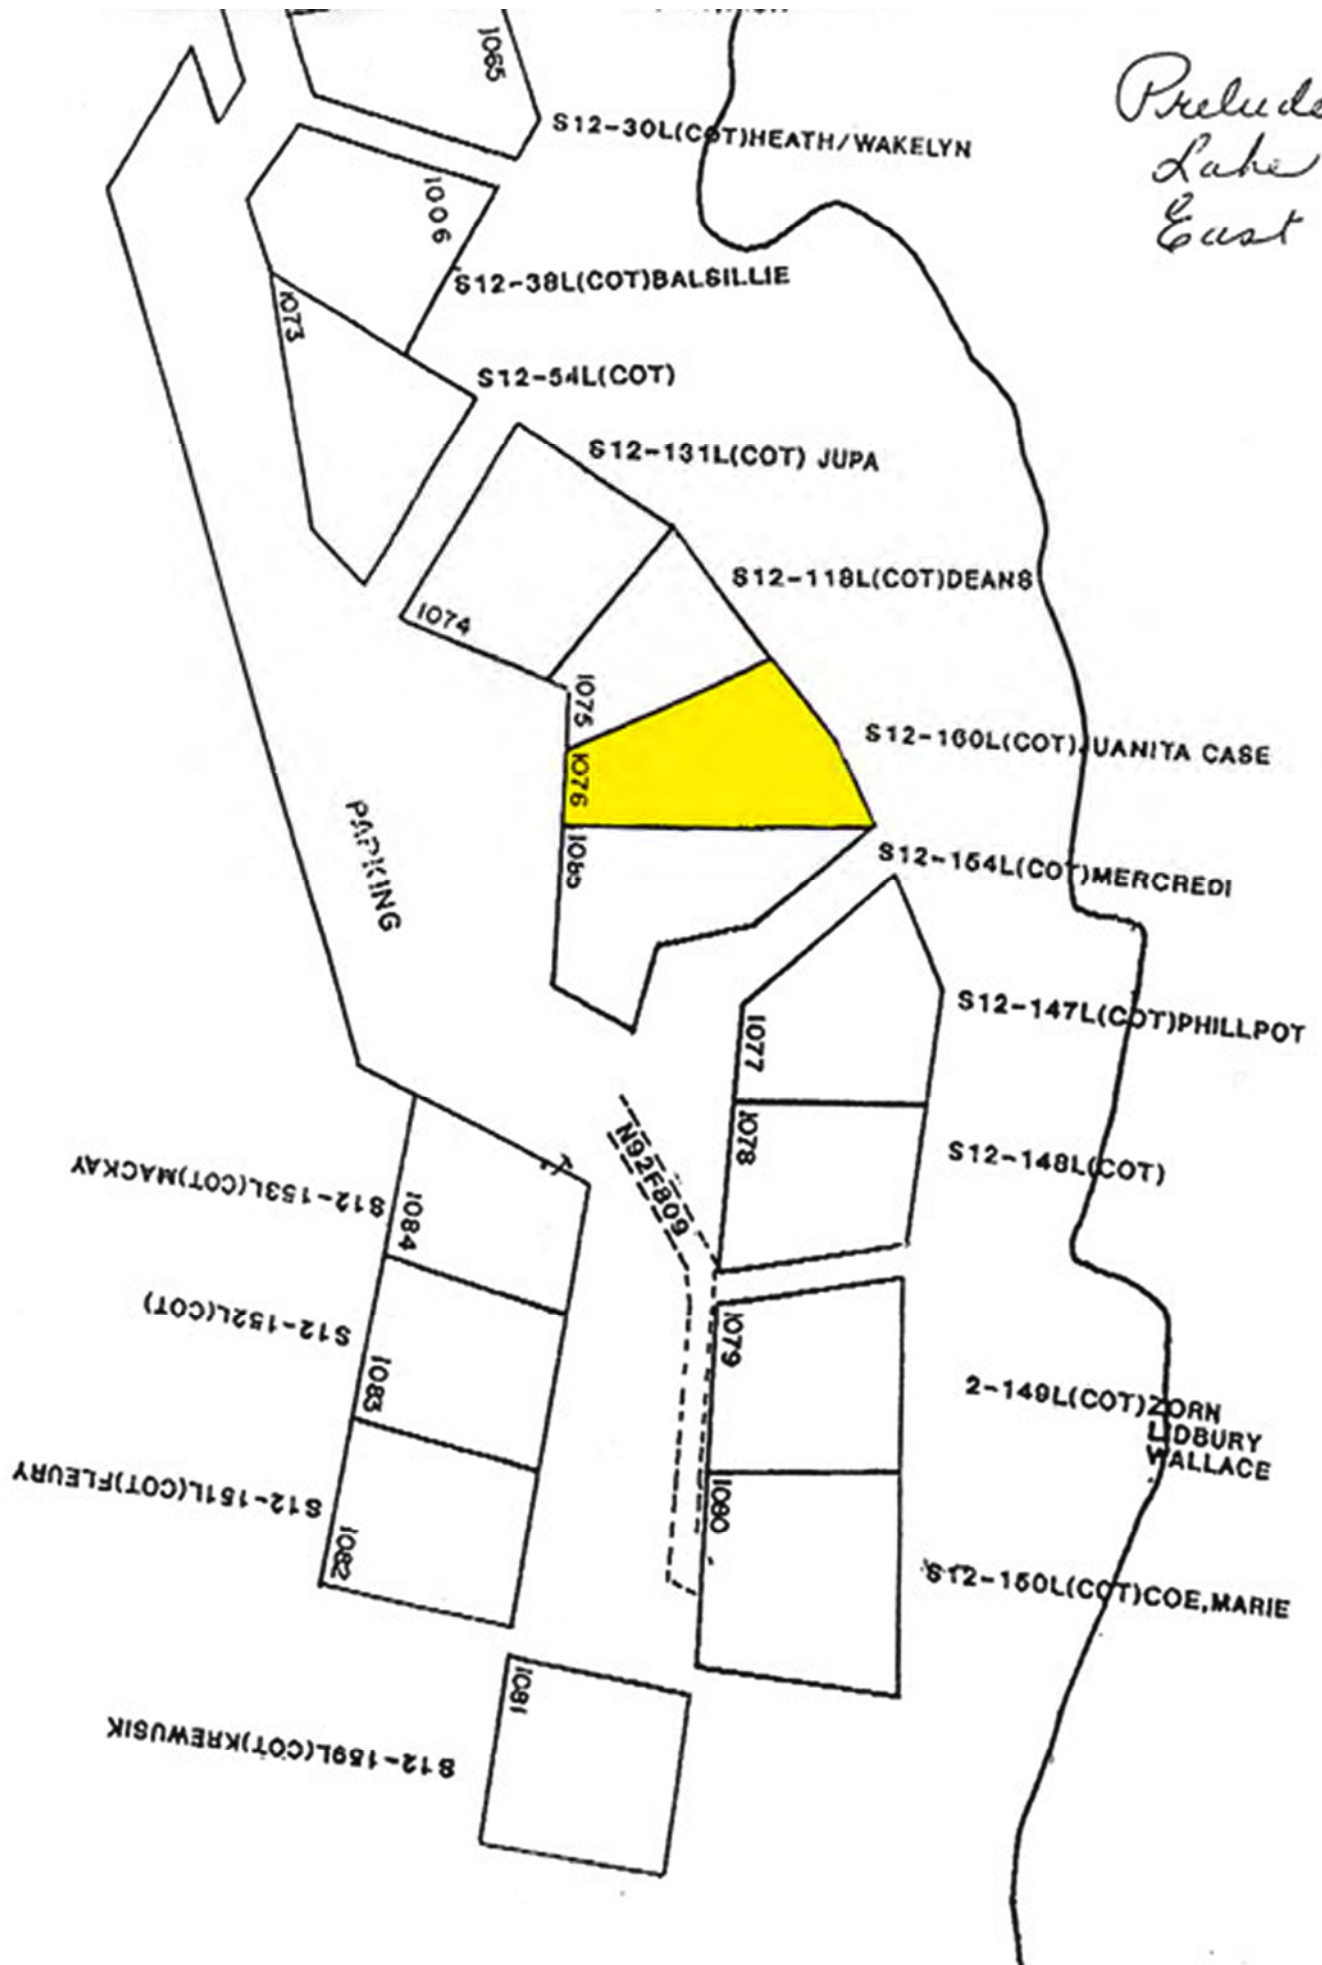 1065
Prelude
Lake
East
S12-30L(COT)HEATH/WAKELYN
1006
S12-38L(COT)BALSILLIE
1073
S12-54L(COT)
S12-131L(COT) JUPA
S12-118L(COT)DEANS
1074
1075
S12-160L(COT)JUANITA CASE
1076
PARKING
1085
S12-154L(COT)MERCREDI
S12-147L(COT)PHILLPOT
1077
1078
N92F809
S12-148L(COT)
S12-153L(COT)MACKAY
1084
S12-152L(COT)
1079
1083
2-149L(COT)ZORN
LIDBURY
WALLACE
S12-151L(COT)FLEURY
1080
1082
S12-150L(COT)COE,MARIE
1081
S12-159L(COT)KREWUSIK